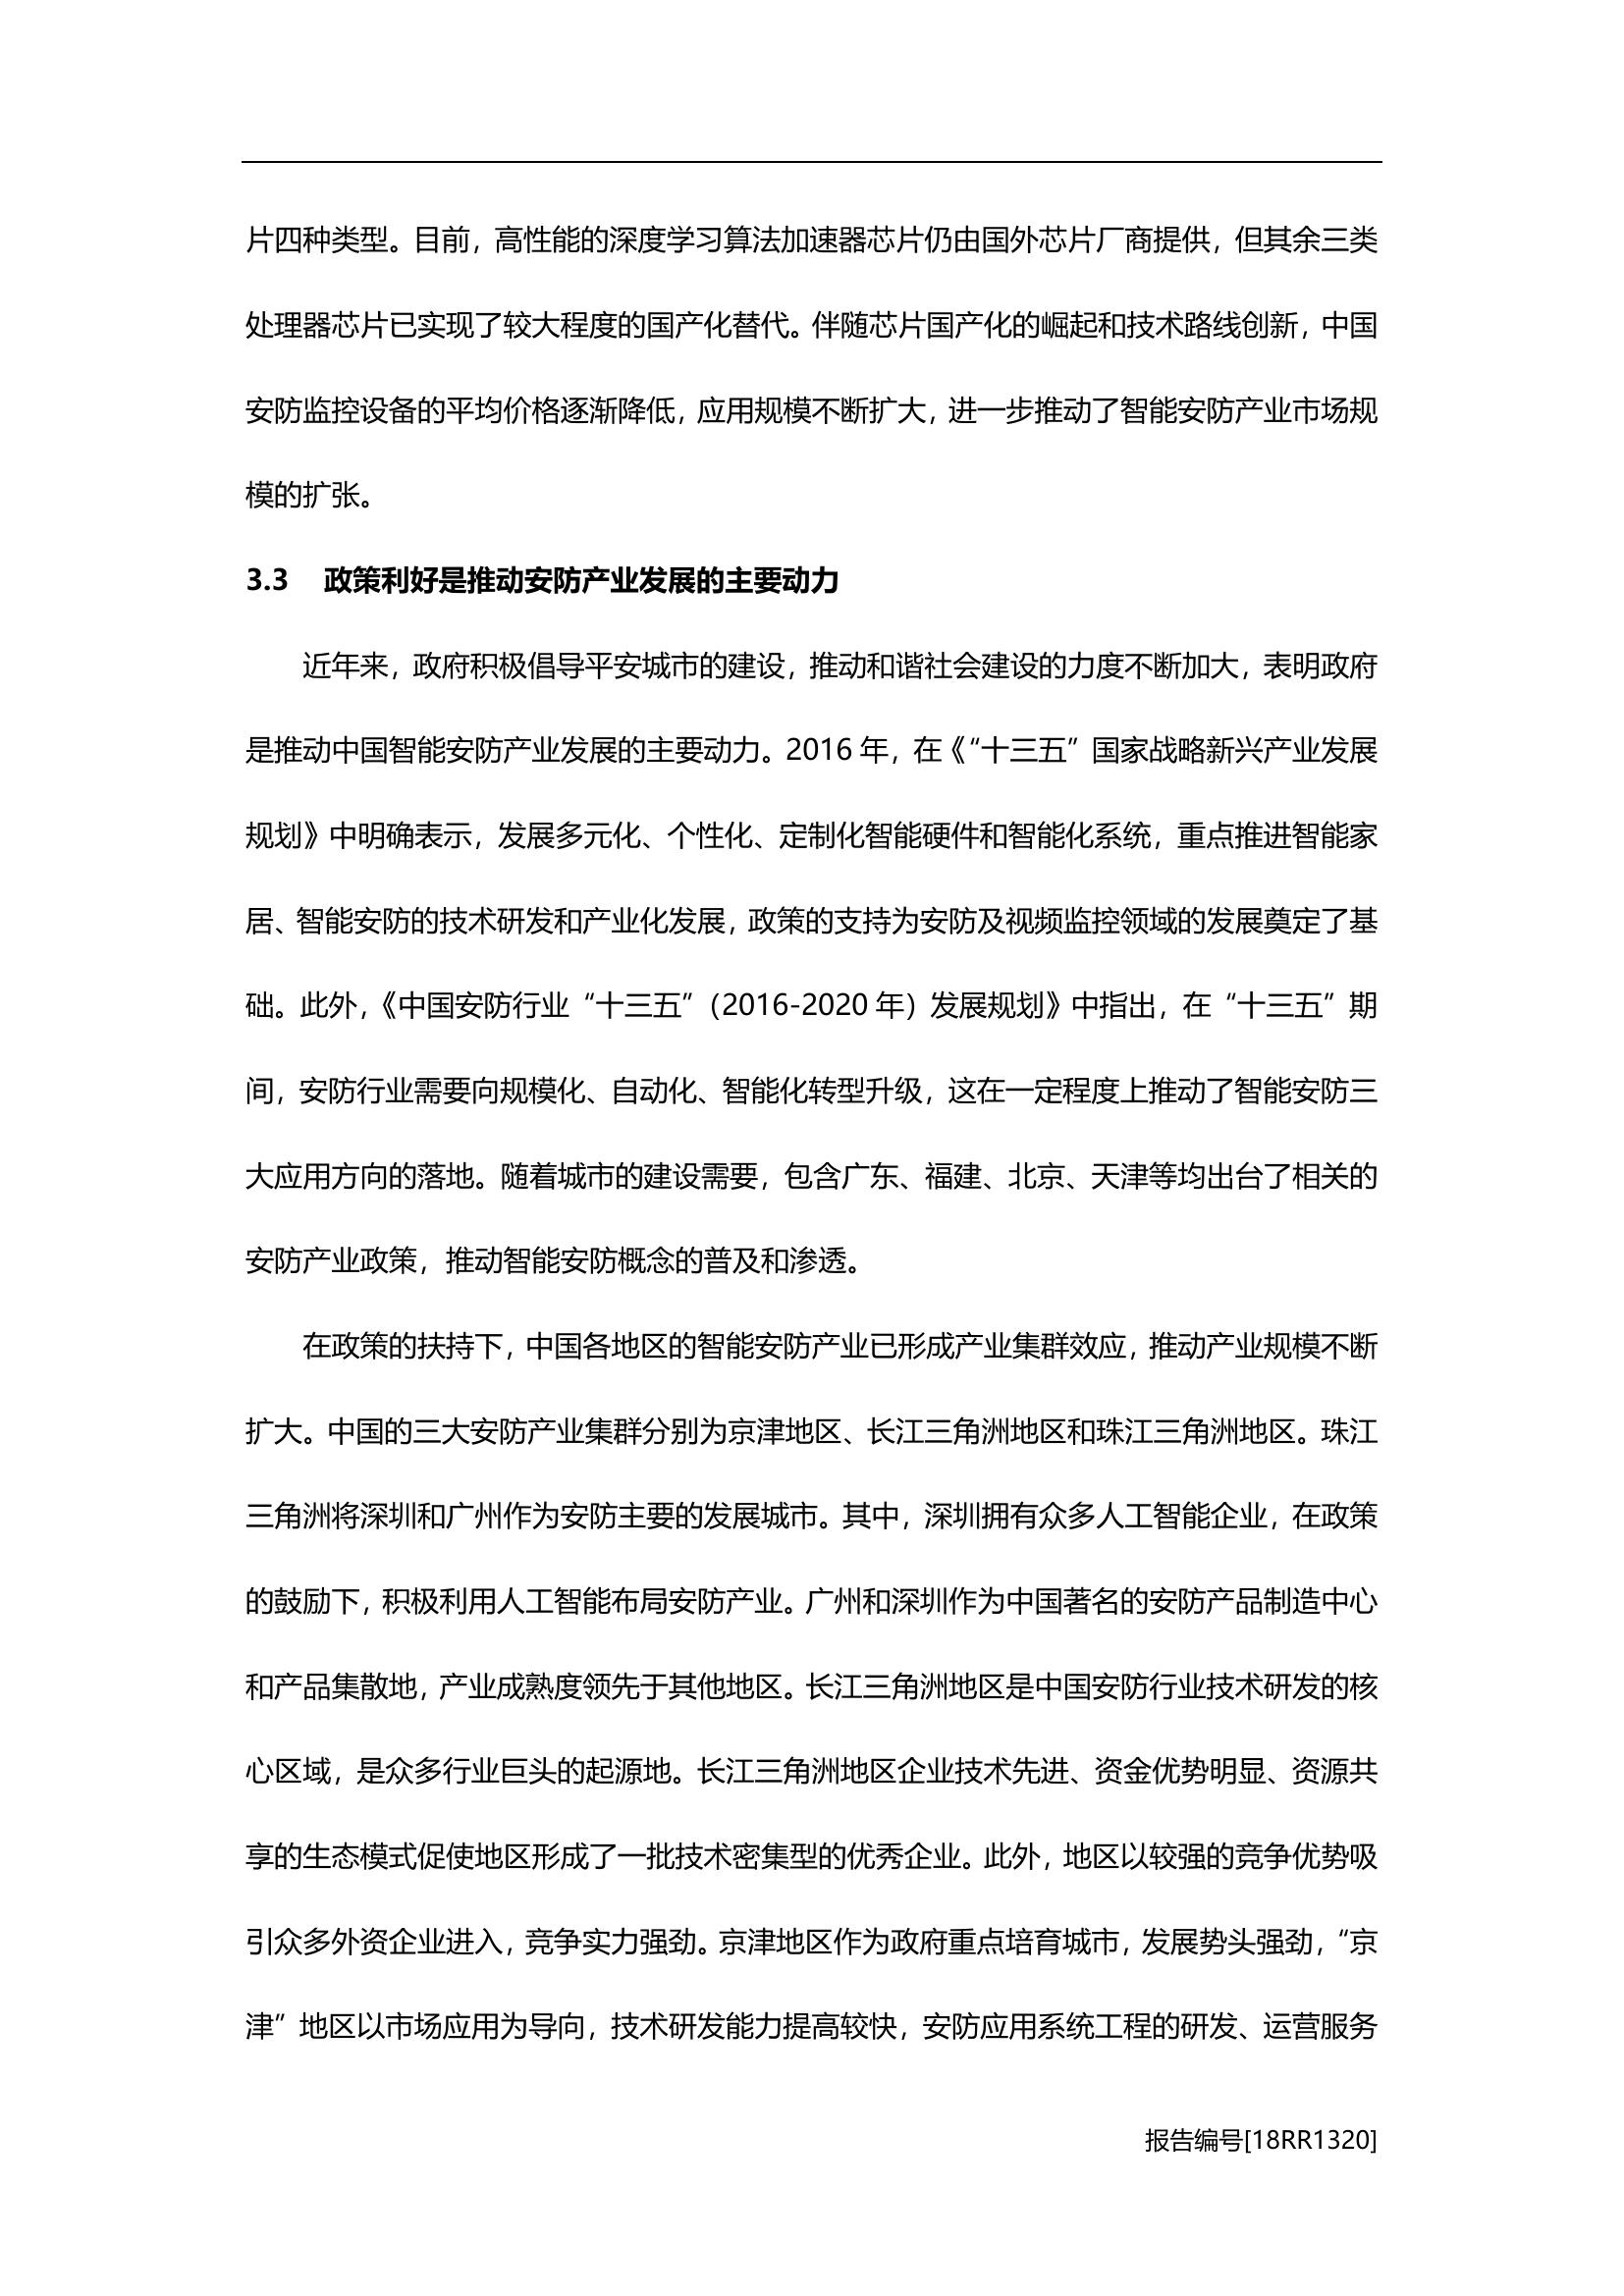 片四种类型。目前，高性能的深度学习算法加速器芯片仍由国外芯片厂商提供，但其余三类
处理器芯片已实现了较大程度的国产化替代。伴随芯片国产化的崛起和技术路线创新，中国
安防监控设备的平均价格逐渐降低，应用规模不断扩大，进一步推动了智能安防产业市场规
模的扩张。
3.3 政策利好是推动安防产业发展的主要动力
近年来，政府积极倡导平安城市的建设，推动和谐社会建设的力度不断加大，表明政府
是推动中国智能安防产业发展的主要动力。2016 年，在《“十三五”国家战略新兴产业发展
规划》中明确表示，发展多元化、个性化、定制化智能硬件和智能化系统，重点推进智能家
居、智能安防的技术研发和产业化发展，政策的支持为安防及视频监控领域的发展奠定了基
础。此外，《中国安防行业“十三五”（2016-2020 年）发展规划》中指出，在“十三五”期
间，安防行业需要向规模化、自动化、智能化转型升级，这在一定程度上推动了智能安防三
大应用方向的落地。随着城市的建设需要，包含广东、福建、北京、天津等均出台了相关的
安防产业政策，推动智能安防概念的普及和渗透。
在政策的扶持下，中国各地区的智能安防产业已形成产业集群效应，推动产业规模不断
扩大。中国的三大安防产业集群分别为京津地区、长江三角洲地区和珠江三角洲地区。珠江
三角洲将深圳和广州作为安防主要的发展城市。其中，深圳拥有众多人工智能企业，在政策
的鼓励下，积极利用人工智能布局安防产业。广州和深圳作为中国著名的安防产品制造中心
和产品集散地，产业成熟度领先于其他地区。长江三角洲地区是中国安防行业技术研发的核
心区域，是众多行业巨头的起源地。长江三角洲地区企业技术先进、资金优势明显、资源共
享的生态模式促使地区形成了一批技术密集型的优秀企业。此外，地区以较强的竞争优势吸
引众多外资企业进入，竞争实力强劲。京津地区作为政府重点培育城市，发展势头强劲，“京
津”地区以市场应用为导向，技术研发能力提高较快，安防应用系统工程的研发、运营服务
报告编号[18RR1320]